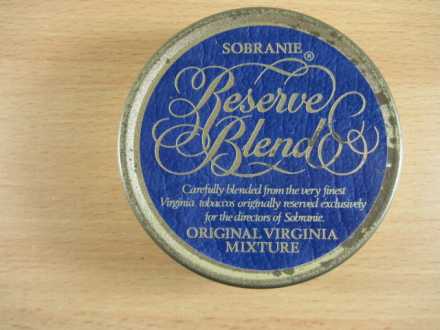 SOBRANIE®
Reserve
Blend
Carefully blended from the very finest
Virginia tobaccos originally reserved exclusively
for the directors of Sobranie.
ORIGINAL VIRGINIA
MIXTURE